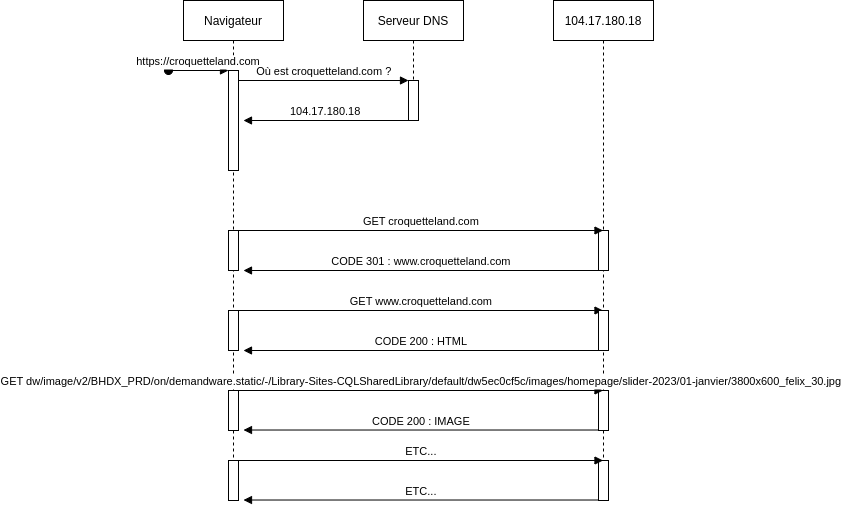 Navigateur
Serveur DNS
104.17.180.18
https://croquetteland.com
Où est croquetteland.com ?
104.17.180.18
GET croquetteland.com
CODE 301 : www.croquetteland.com
GET www.croquetteland.com
CODE 200 : HTML
GET dw/image/v2/BHDX_PRD/on/demandware.static/-/Library-Sites-CQLSharedLibrary/default/dw5ec0cf5c/images/homepage/slider-2023/01-janvier/3800x600_felix_30.jpg
CODE 200 : IMAGE
ETC...
ETC...